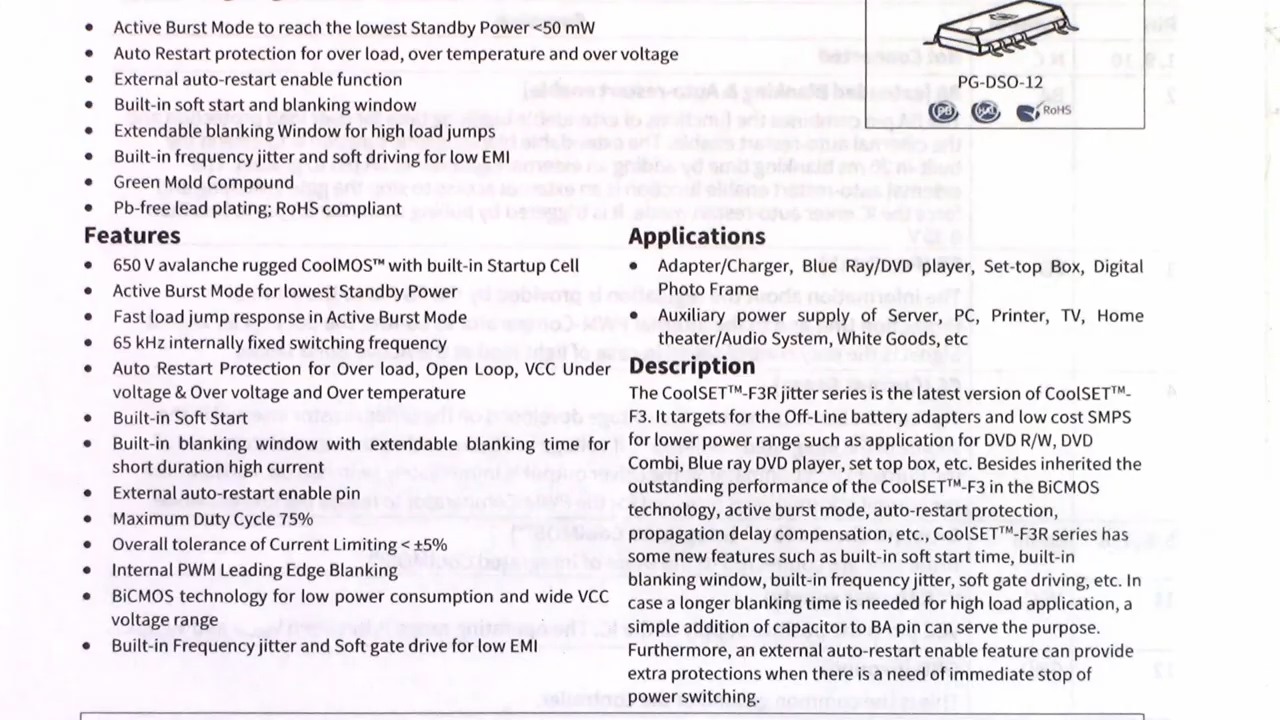 Active Burst Mode to reach the lowest Standby Power <50 mW
Auto Restart protection for over load, over temperature and over voltage
External auto-restart enable function
Built-in soft start and blanking window
Extendable blanking Window for high load jumps
Built-in frequency jitter and soft driving for low EMI
Green Mold Compound
Pb-free lead plating; RoHS compliant
PG-DSO-12
RoHS
Features
650 V avalanche rugged CoolMOS™ with built-in Startup Cell
Active Burst Mode for lowest Standby Power
Fast load jump response in Active Burst Mode
65 kHz internally fixed switching frequency
Auto Restart Protection for Over load, Open Loop, VCC Under
voltage & Over voltage and Over temperature
Built-in Soft Start
Built-in blanking window with extendable blanking time for
short duration high current
External auto-restart enable pin
Maximum Duty Cycle 75%
Overall tolerance of Current Limiting < ±5%
Internal PWM Leading Edge Blanking
BiCMOS technology for low power consumption and wide VCC
voltage range
Built-in Frequency jitter and Soft gate drive for low EMI
Applications
Adapter/Charger, Blue Ray/DVD player, Set-top Box, Digital
Photo Frame
Auxiliary power supply of Server, PC, Printer, TV, Home
theater/Audio System, White Goods, etc
Description
The CoolSET™-F3R jitter series is the latest version of CoolSET™-
F3. It targets for the Off-Line battery adapters and low cost SMPS
for lower power range such as application for DVD R/W, DVD
Combi, Blue ray DVD player, set top box, etc. Besides inherited the
outstanding performance of the CoolSET™-F3 in the BiCMOS
technology, active burst mode, auto-restart protection,
propagation delay compensation, etc., CoolSET™-F3R series has
some new features such as built-in soft start time, built-in
blanking window, built-in frequency jitter, soft gate driving, etc. In
case a longer blanking time is needed for high load application, a
simple addition of capacitor to BA pin can serve the purpose.
Furthermore, an external auto-restart enable feature can provide
extra protections when there is a need of immediate stop of
power switching.